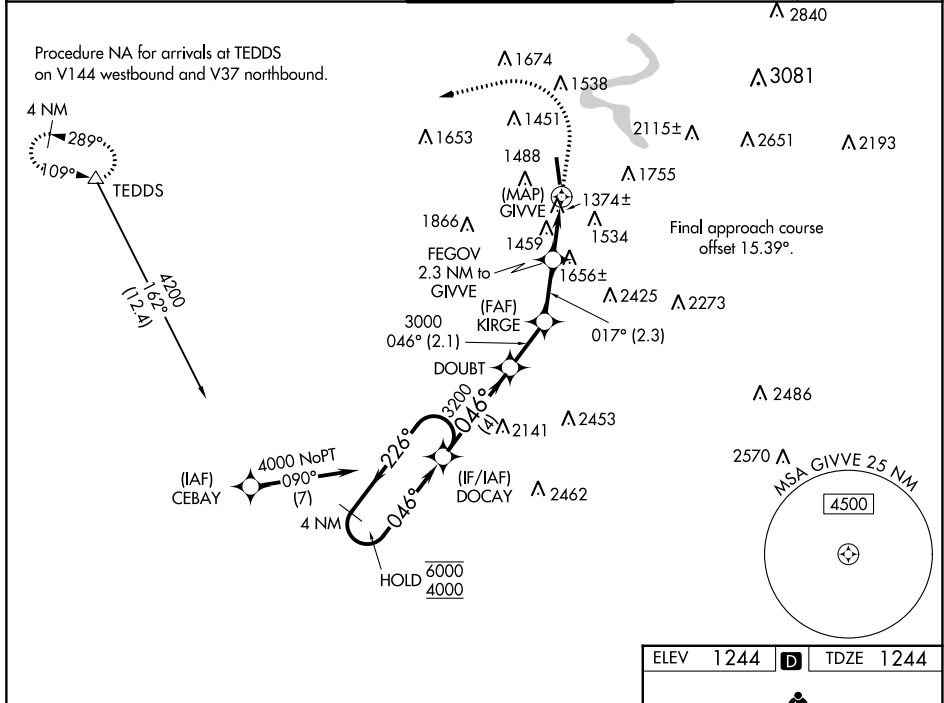 2840
Procedure NA for arrivals at TEDDS
on V144 westbound and V37 northbound.
1674
1538
3081
4 NM
289°
109°
TEDDS
1653
1451
2115±
2651
2193
1488
(MAP)
GIVVE
1374±
1755
1866
1459
1534
Final approach course
offset 15.39°.
FEGOV
2.3 NM to
GIVVE
1656±
4200
162°
(12.4)
2425
2273
(FAF)
KIRGE
017° (2.3)
3000
046° (2.1)
DOUBT
3200
046°
(4)
2141
2453
2486
226°
2570
(IAF)
CEBAY
4000 NoPT
090°
(7)
(IF/IAF)
DOCAY
2462
4 NM
046°
MSA GIVVE 25 NM
4500
HOLD
6000
4000
ELEV 1244 D TDZE 1244